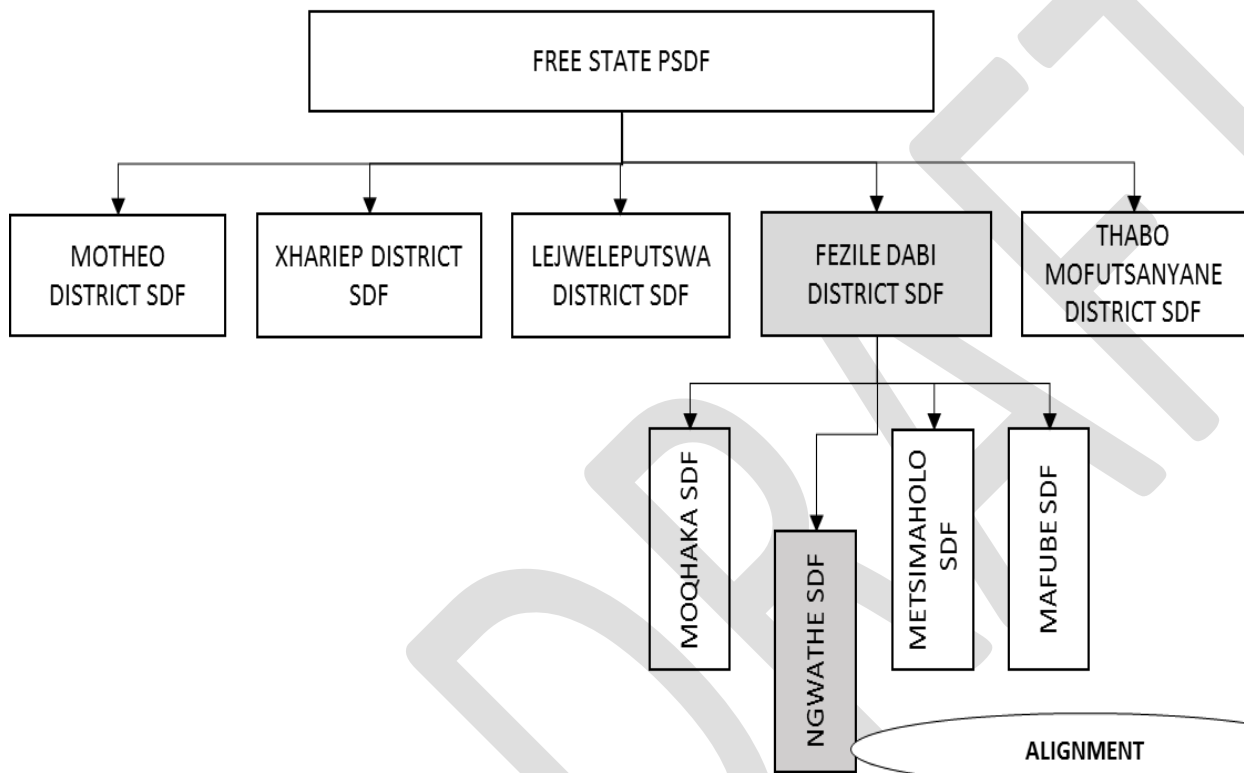 FREE STATE PSDF
MOTHEO
DISTRICT SDF
XHARIEP DISTRICT
SDF
LEJWELEPUTSWA
DISTRICT SDF
FEZILE DABI
DISTRICT SDF
THABO
MOFUTSANYANE
DISTRICT SDF
MOQHAKA SDF
NGWATHE SDF
METSIMAHOLO
SDF
MAFUBE SDF
ALIGNMENT
DRAFT